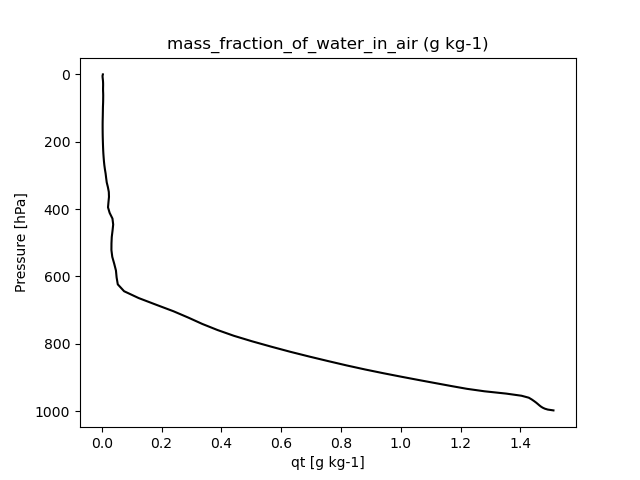 mass_fraction_of_water_in_air (g kg-1)
0
200
400
600
800
1000
Pressure [hPa]
0.0 0.2 0.4 0.6 0.8 1.0 1.2 1.4
qt [g kg-1]